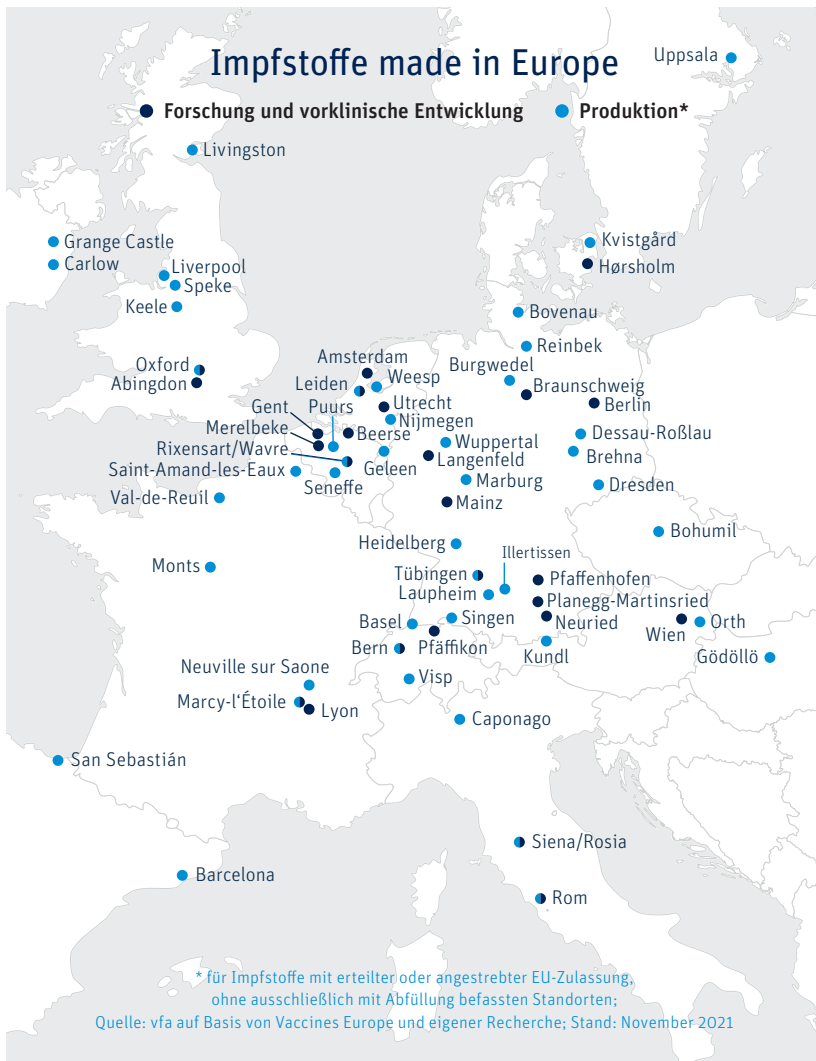 Impfstoffe made in Europe
Forschung und vorklinische Entwicklung
Produktion*
Uppsala
Livingston
Grange Castle
Carlow
Liverpool
Speke
Keele
Kvistgård
Hørsholm
Bovenau
Reinbek
Oxford
Abingdon
Amsterdam
Leiden
Weesp
Burgwedel
Braunschweig
Berlin
Gent
Puurs
Utrecht
Merelbeke
Beerse
Nijmegen
Rixensart/Wavre
Wuppertal
Dessau-Roßlau
Saint-Amand-les-Eaux
Geleen
Langenfeld
Brehna
Val-de-Reuil
Seneffe
Marburg
Dresden
Mainz
Bohumil
Heidelberg
Illertissen
Monts
Tübingen
Pfaffenhofen
Laupheim
Planegg-Martinsried
Basel
Singen
Neuried
Wien
Orth
Bern
Pfäffikon
Kundl
Gödöllö
Neuville sur Saone
Visp
Marcy-l‘Étoile
Lyon
Caponago
San Sebastián
Siena/Rosia
Barcelona
Rom
* für Impfstoffe mit erteilter oder angestrebter EU-Zulassung,
ohne ausschließlich mit Abfüllung befassten Standorten;
Quelle: vfa auf Basis von Vaccines Europe und eigener Recherche; Stand: November 2021